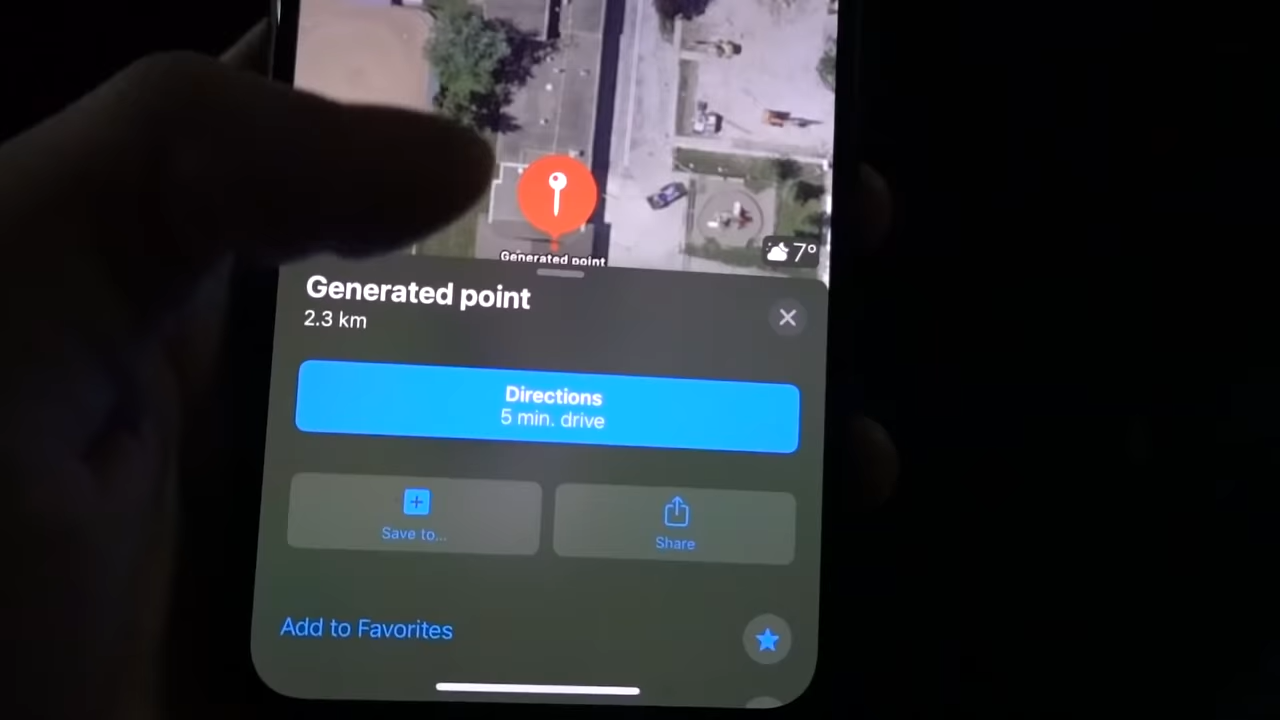 7°
Generated point
Generated point
2.3 km
Directions
5 min. drive
Save to...
Share
Add to Favorites